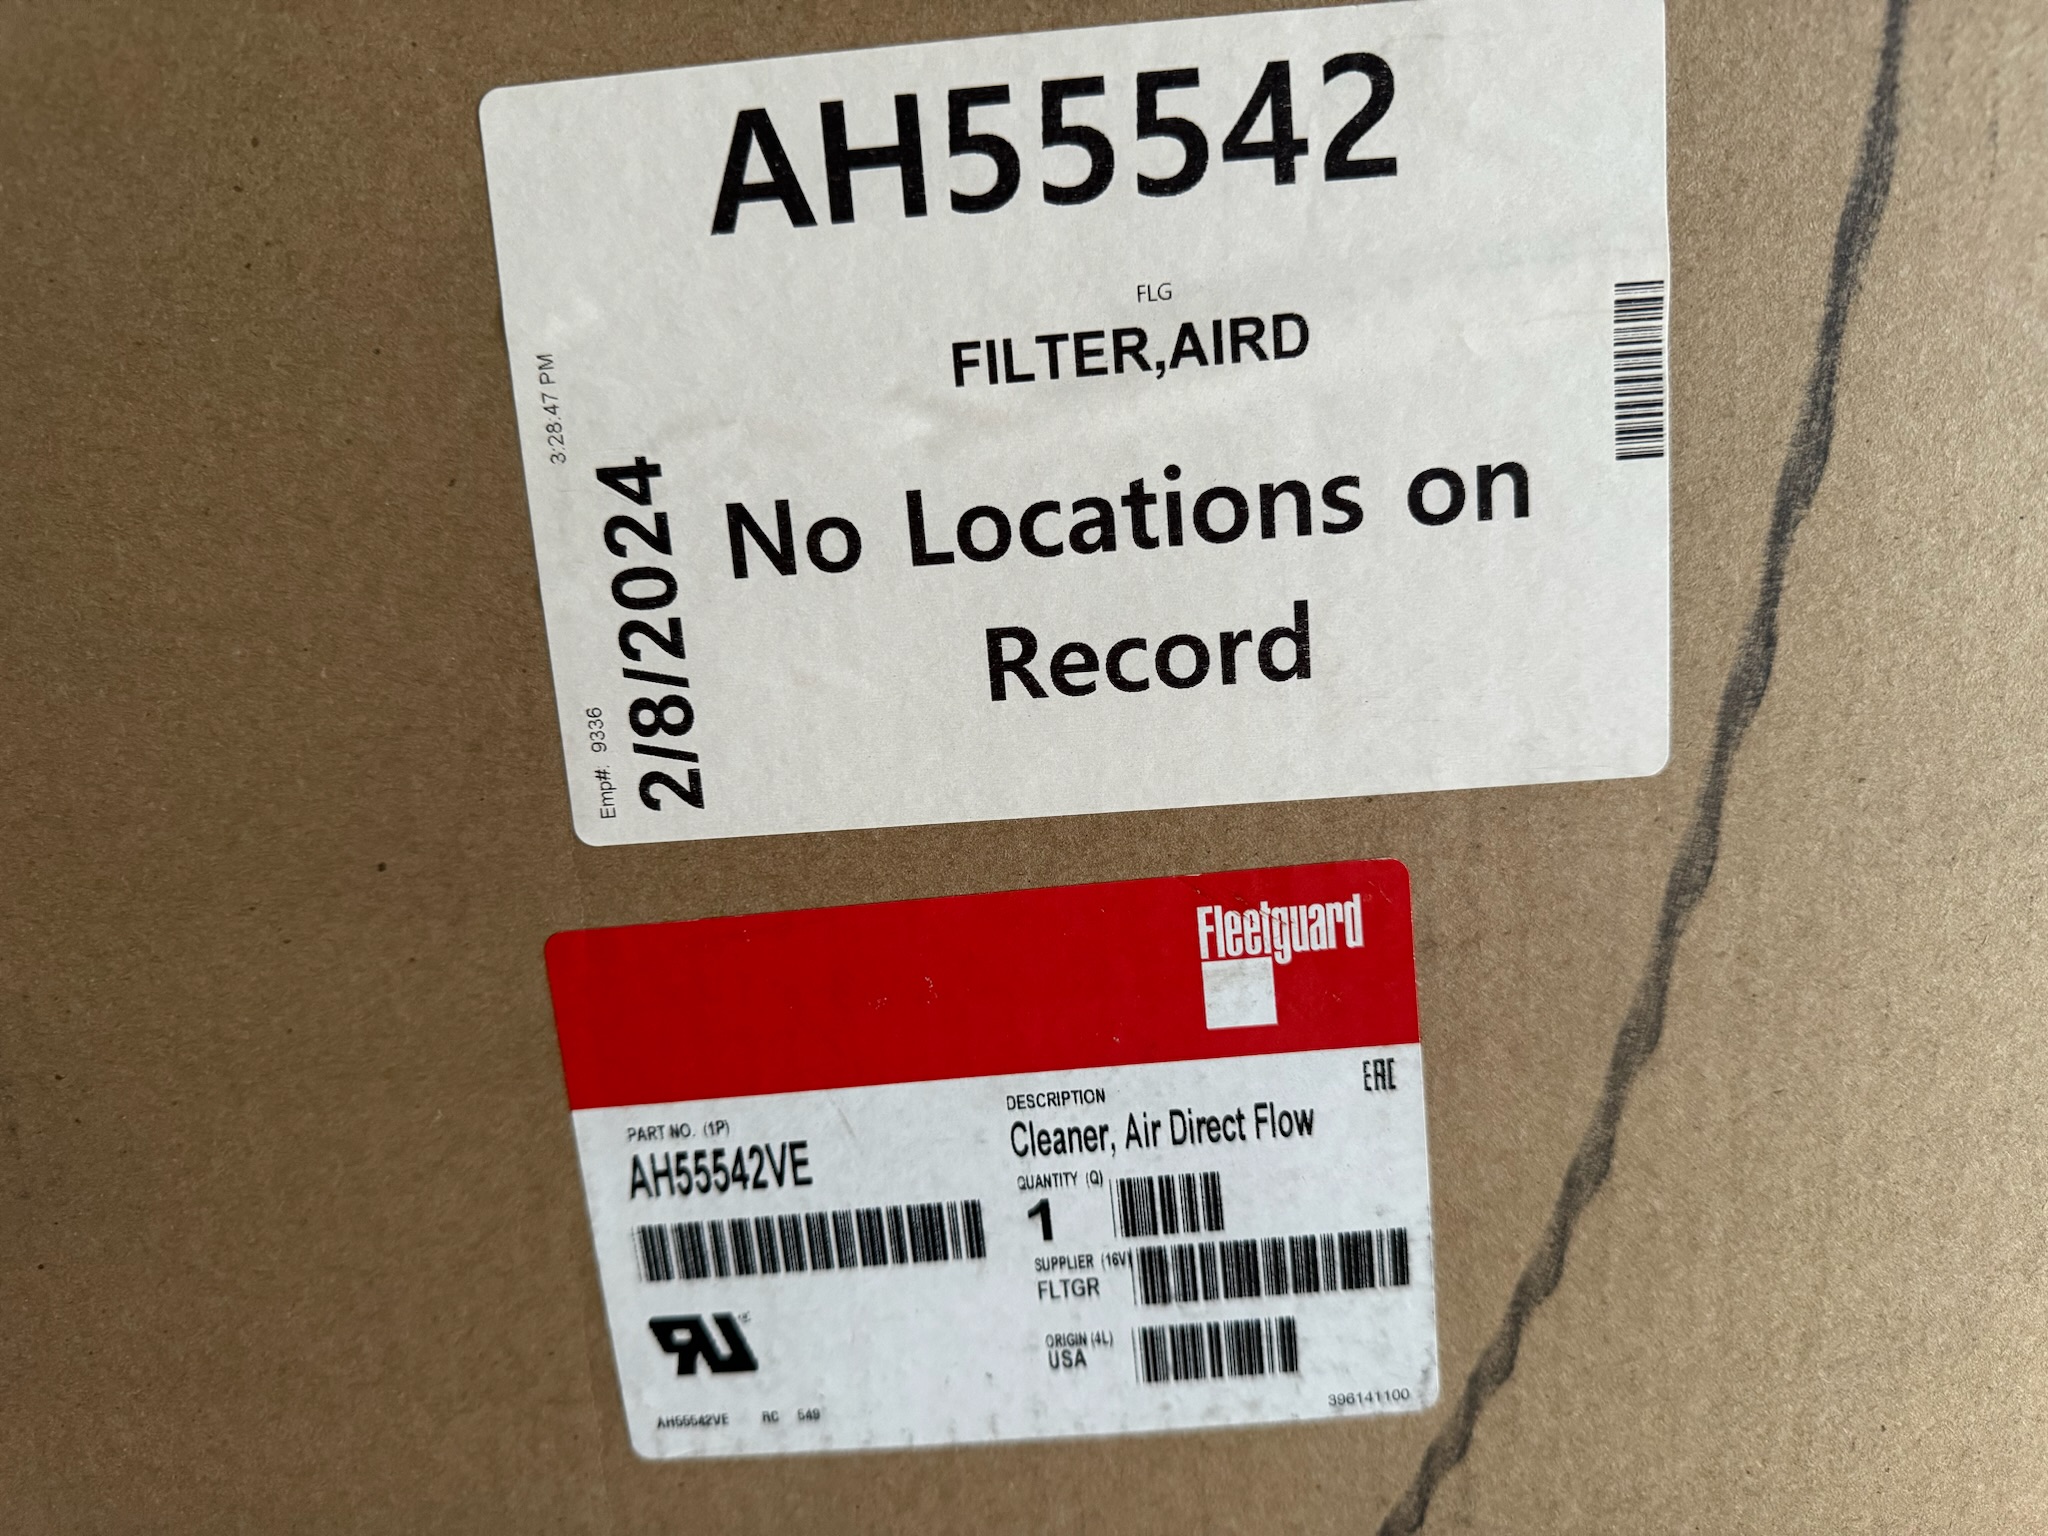 AH55542
FLG
FILTER,AIRD
No Locations on
Record
3:28:47 PM
2/8/2024
Emp#: 9336
Fleetguard
EAC
PART NO. (1P)
AH55542VE
DESCRIPTION
Cleaner, Air Direct Flow
QUANTITY (Q)
1
SUPPLIER (16V)
FLTGR
ORIGIN (4L)
USA
AH55542VE RC 549
396141100